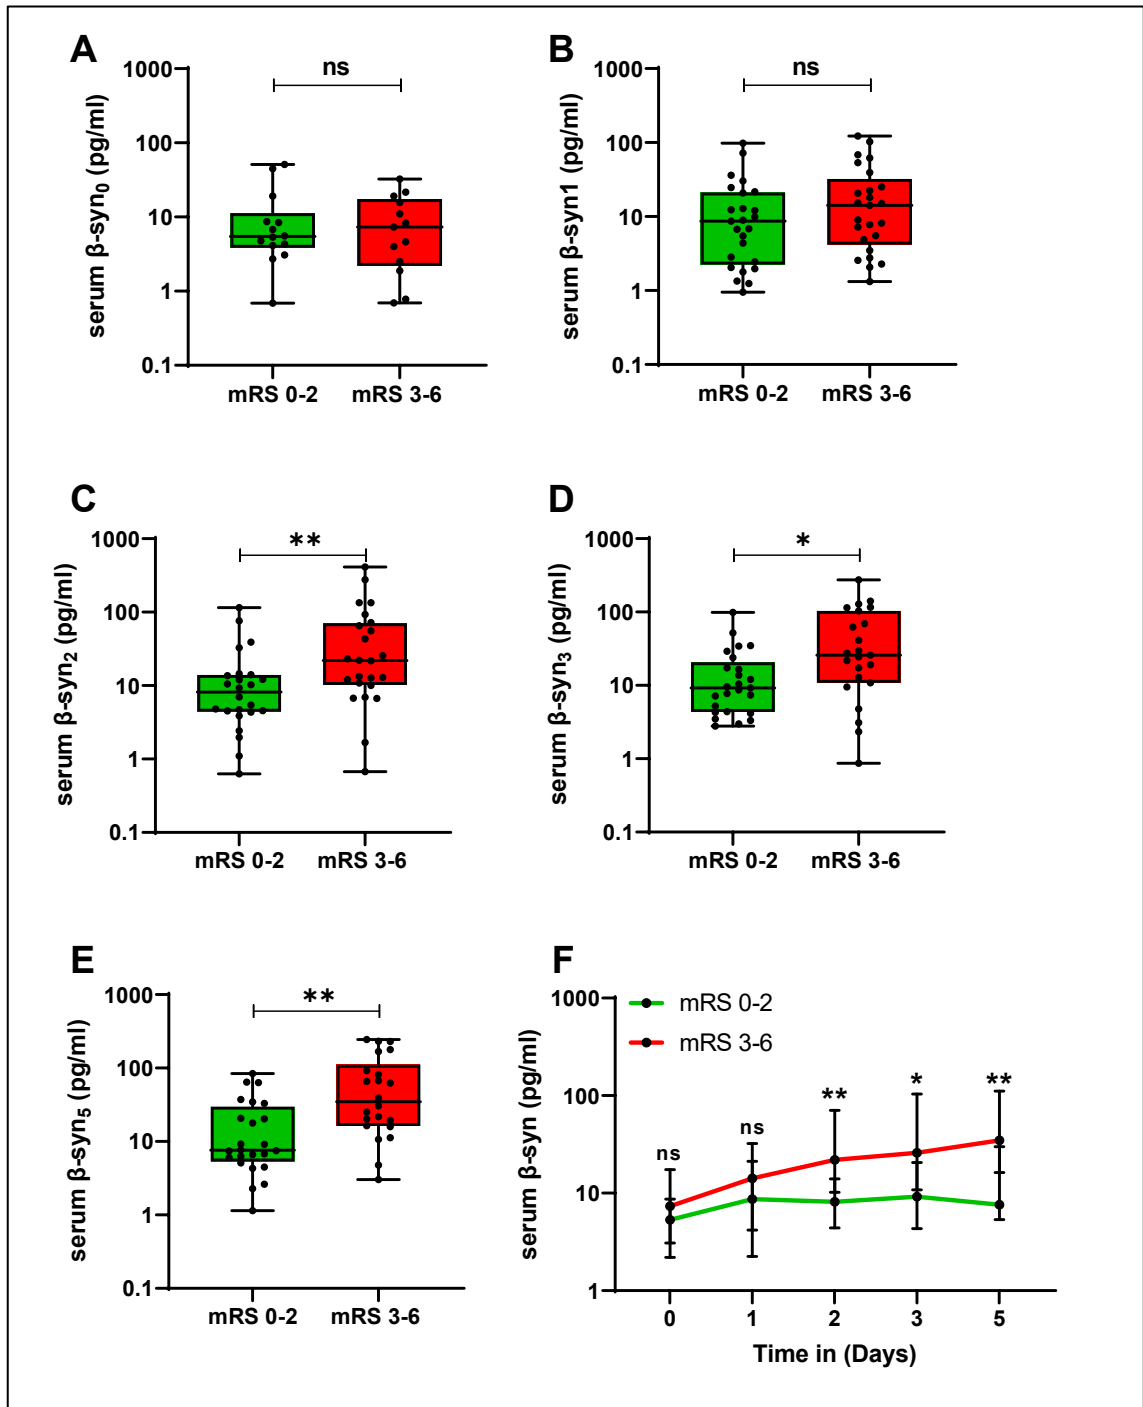 A
ns
serum β-syn₀ (pg/ml)
1000
100
10
1
0.1
mRS 0-2
mRS 3-6
B
ns
serum β-syn1 (pg/ml)
1000
100
10
1
0.1
mRS 0-2
mRS 3-6
C
**
serum β-syn₂ (pg/ml)
1000
100
10
1
0.1
mRS 0-2
mRS 3-6
D
*
serum β-syn₃ (pg/ml)
1000
100
10
1
0.1
mRS 0-2
mRS 3-6
E
**
serum β-syn₅ (pg/ml)
1000
100
10
1
0.1
mRS 0-2
mRS 3-6
F
mRS 0-2
mRS 3-6
serum β-syn (pg/ml)
1000
100
10
1
ns
ns
**
*
**
0
1
2
3
5
Time in (Days)